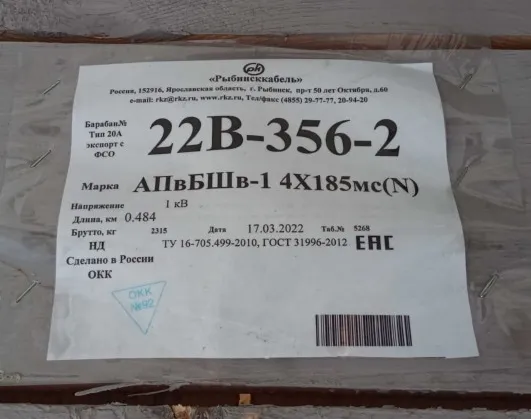 рк
«Рыбинсккабель»
Россия, 152916, Ярославская область, г. Рыбинск, пр-т 50 лет Октября, д.60
e-mail: rkz@rkz.ru, www.rkz.ru, Тел/факс (4855) 29-77-77, 20-94-20
Барабан№ 22В-356-2
Тип 20А
экспорт с
ФСО
Марка АПвБШв-1 4Х185мс(N)
Напряжение 1 кВ
Длина, км 0.484
Брутто, кг 2315 Дата 17.03.2022 Таб.№ 5268
НД ТУ 16-705.499-2010, ГОСТ 31996-2012 ЕАС
Сделано в России
ОКК
ОКК
№92